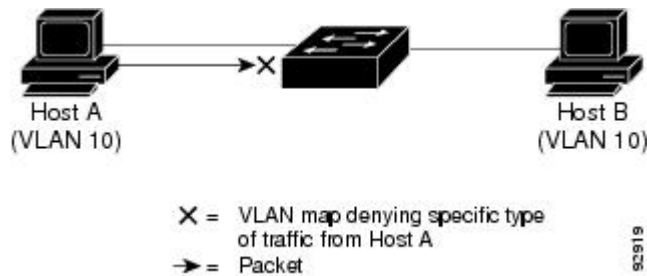 Host A
(VLAN 10)
Host B
(VLAN 10)
X = VLAN map denying specific type
of traffic from Host A
→ = Packet
92919